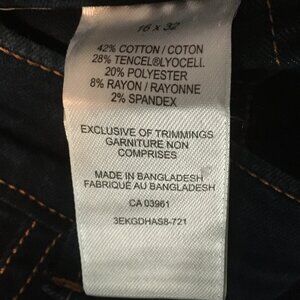 16 x 32
42% COTTON / COTON
28% TENCEL®LYOCELL
20% POLYESTER
8% RAYON / RAYONNE
2% SPANDEX
EXCLUSIVE OF TRIMMINGS
GARNITURE NON
COMPRISES
MADE IN BANGLADESH
FABRIQUÉ AU BANGLADESH
CA 03961
3EKGDHAS8-721